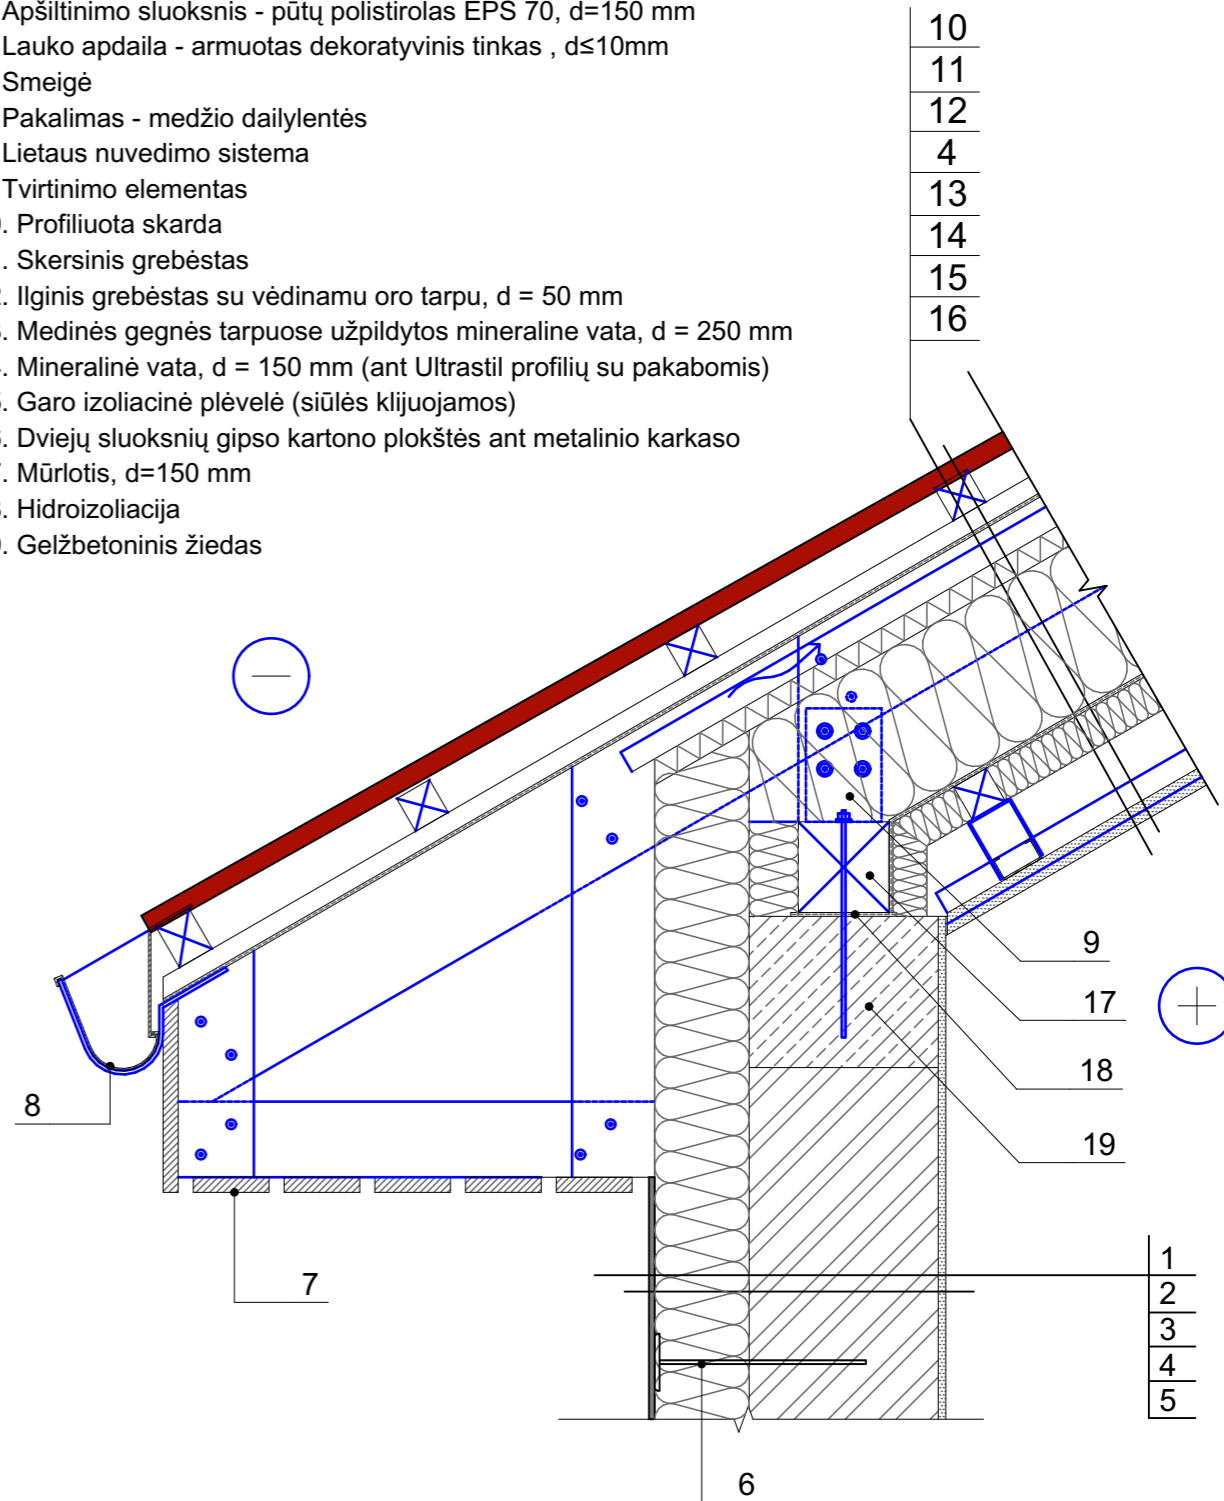 Apšiltinimo sluoksnis - pūtų polistirolas EPS 70, d=150 mm
Lauko apdaila - armuotas dekoratyvinis tinkas , d≤10mm
Smeigė
Pakalimas - medžio dailylentės
Lietaus nuvedimo sistema
Tvirtinimo elementas
. Profiliuota skarda
. Skersinis grebėstas
. Ilginis grebėstas su vėdinamu oro tarpu, d = 50 mm
. Medinės gegnės tarpuose užpildytos mineraline vata, d = 250 mm
. Mineralinė vata, d = 150 mm (ant Ultrastil profilių su pakabomis)
. Garo izoliacinė plėvelė (siūlės klijuojamos)
. Dviejų sluoksnių gipso kartono plokštės ant metalinio karkaso
. Mūrlotis, d=150 mm
. Hidroizoliacija
. Gelžbetoninis žiedas
10
11
12
4
13
14
15
16
9
17
18
19
8
7
1
2
3
4
5
6